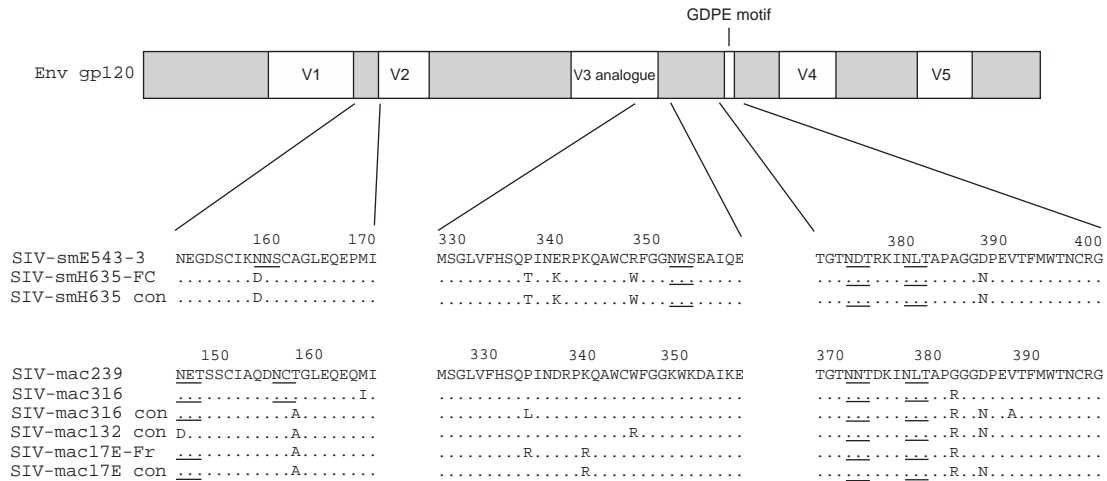 GDPE motif
Env gp120 V1 V2 V3 analogue V4 V5
160 170 330 340 350 380 390 400
SIV-smE543-3 NEGDSCIKNNSCAGLEQEPMI MSGLVFHSQPINERPKQAWCRFGGNWSEAIQE TGTNDTRKINLTAPAGGDPEVTFMWTNCRG
SIV-smH635-FC ........D............ .........T..K.......W............ .................N............
SIV-smH635 con ........D............ .........T..K.......W............ .................N............
150 160 330 340 350 370 380 390
SIV-mac239 NETSSCIAQDNCTGLEQEQMI MSGLVFHSQPINDRPKQAWCWFGGKWKDAIKE TGTNNTDKINLTAPGGGDPEVTFMWTNCRG
SIV-mac316 ...................I. ................................ ..............R...............
SIV-mac316 con ............A........ .........L...................... ..............R..N..A.........
SIV-mac132 con D...........A........ ....................R........... ..............R..N............
SIV-mac17E-Fr ............A........ .........R.....R................ ..............R...............
SIV-mac17E con ............A........ ...............R................ ..............R..N............